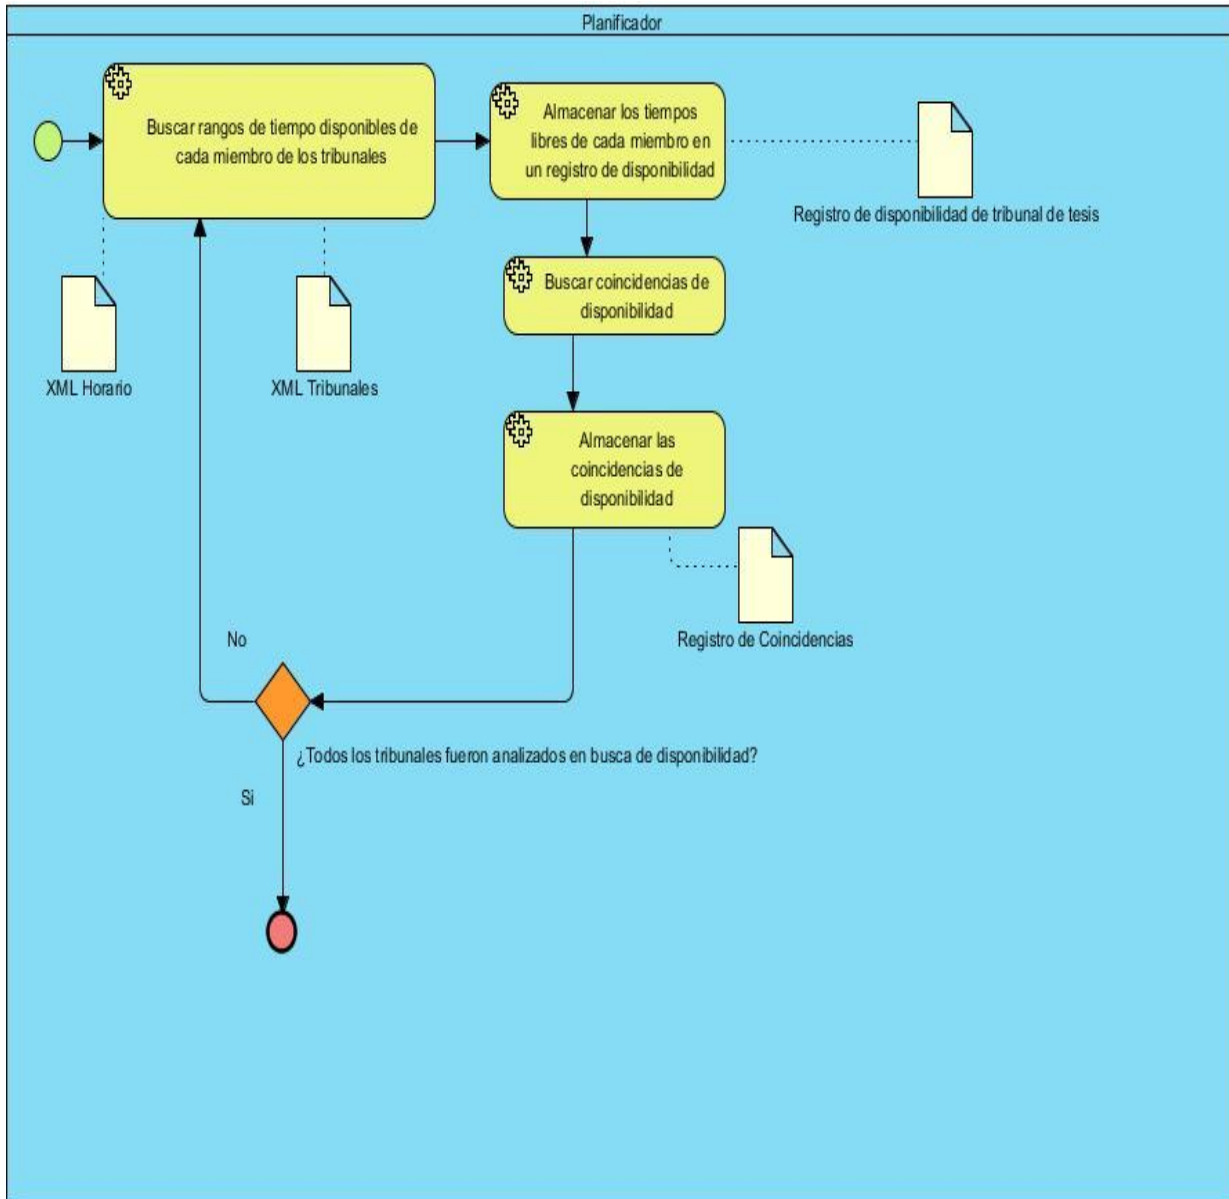 Planificador
Buscar rangos de tiempo disponibles de
cada miembro de los tribunales
Almacenar los tiempos
libres de cada miembro en
un registro de disponibilidad
Registro de disponibilidad de tribunal de tesis
Buscar coincidencias de
disponibilidad
XML Horario
XML Tribunales
Almacenar las
coincidencias de
disponibilidad
Registro de Coincidencias
No
¿Todos los tribunales fueron analizados en busca de disponibilidad?
Si